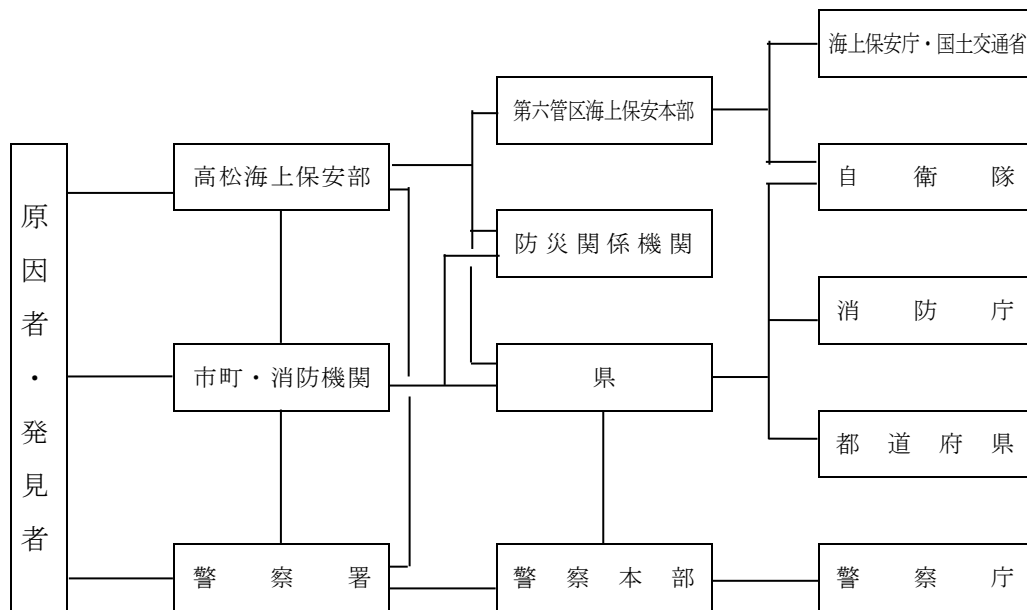 海上保安庁・国土交通省
第六管区海上保安本部
高松海上保安部
自衛隊
原因者・発見者
防災関係機関
消防庁
市町・消防機関
県
都道府県
警察署
警察本部
警察庁